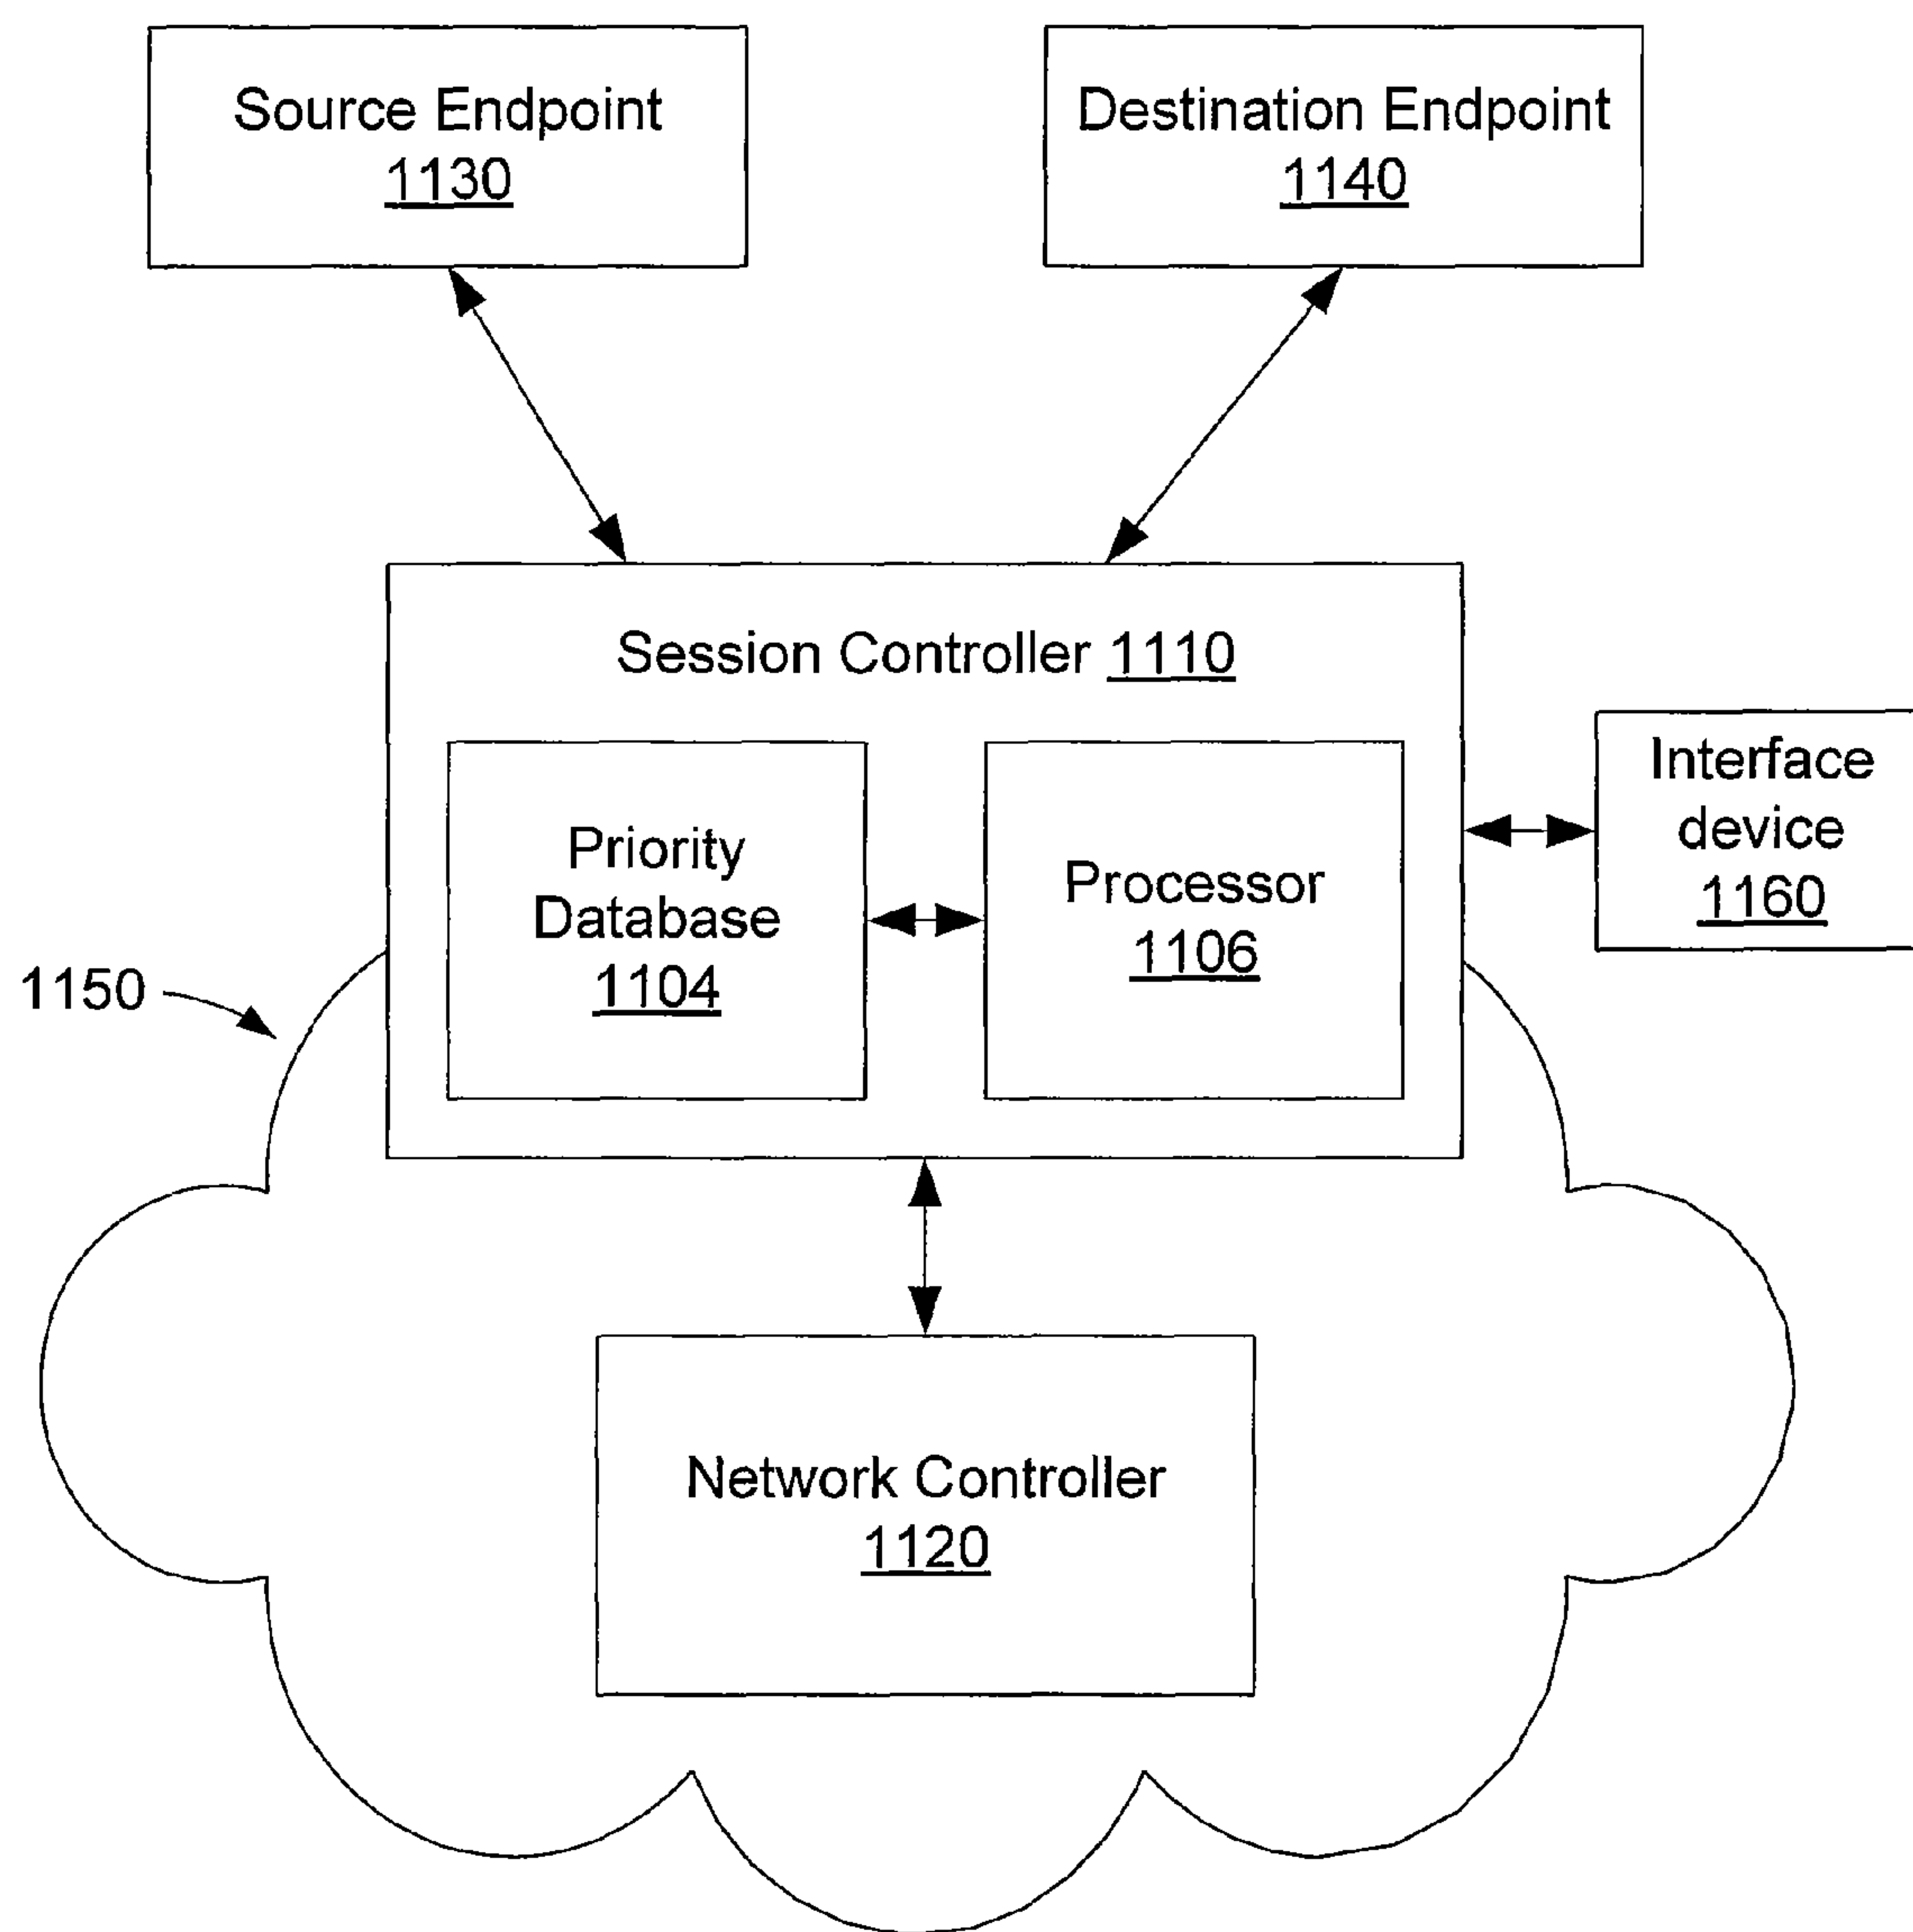 Source Endpoint
1130
Destination Endpoint
1140
Session Controller 1110
Interface
device
1160
Priority
Database
1104
Processor
1106
1150
Network Controller
1120